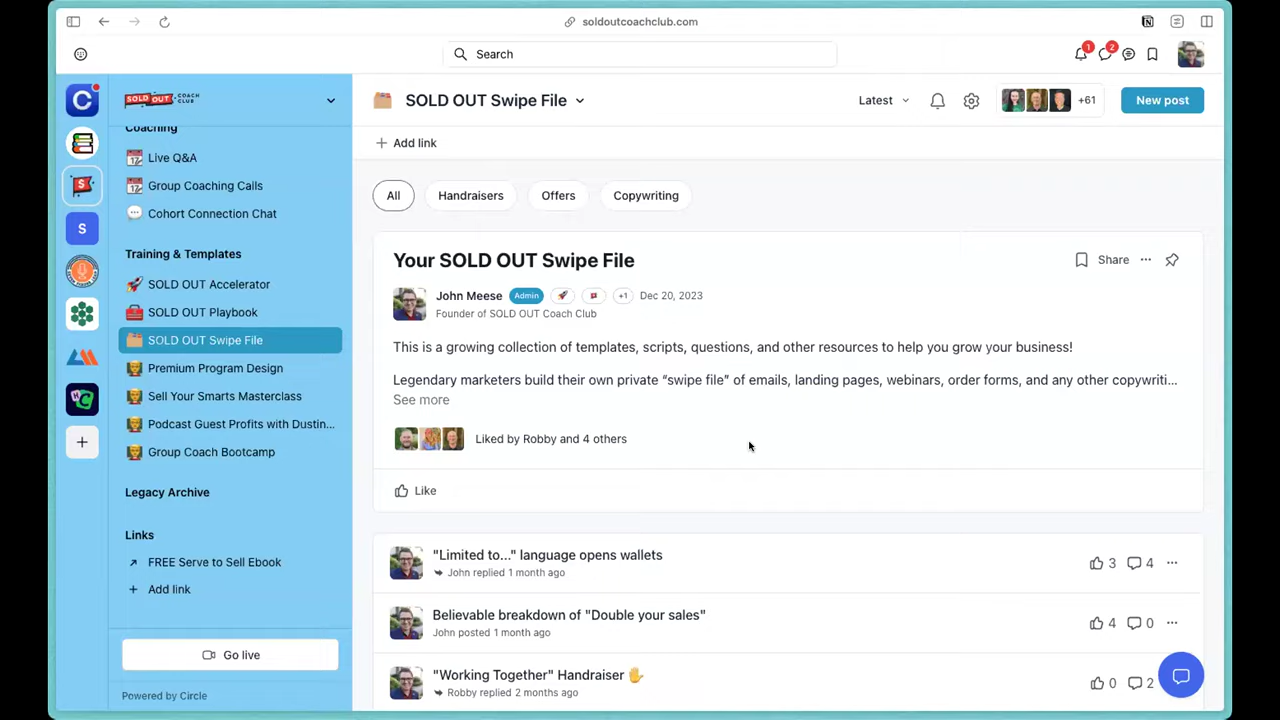 soldoutcoachclub.com
Search
1
2
SOLD OUT COACH CLUB
SOLD OUT Swipe File
Latest
+61
New post
Coaching
Add link
Live Q&A
Group Coaching Calls
Cohort Connection Chat
All
Handraisers
Offers
Copywriting
Training & Templates
SOLD OUT Accelerator
SOLD OUT Playbook
SOLD OUT Swipe File
Premium Program Design
Sell Your Smarts Masterclass
Podcast Guest Profits with Dustin...
Group Coach Bootcamp
Legacy Archive
Links
FREE Serve to Sell Ebook
Add link
Go live
Powered by Circle
Your SOLD OUT Swipe File
Share
John Meese Admin +1 Dec 20, 2023
Founder of SOLD OUT Coach Club
This is a growing collection of templates, scripts, questions, and other resources to help you grow your business!
Legendary marketers build their own private “swipe file” of emails, landing pages, webinars, order forms, and any other copywriti...
See more
Liked by Robby and 4 others
Like
"Limited to..." language opens wallets
John replied 1 month ago
3 4
Believable breakdown of "Double your sales"
John posted 1 month ago
4 0
"Working Together" Handraiser
Robby replied 2 months ago
0 2
C
S
S